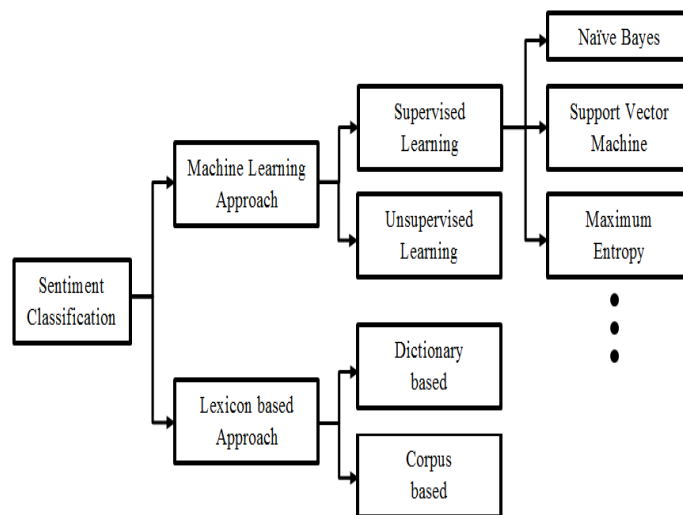 Naïve Bayes
Supervised
Learning
Support Vector
Machine
Machine Learning
Approach
Unsupervised
Learning
Maximum
Entropy
Sentiment
Classification
Dictionary
based
Lexicon based
Approach
Corpus
based